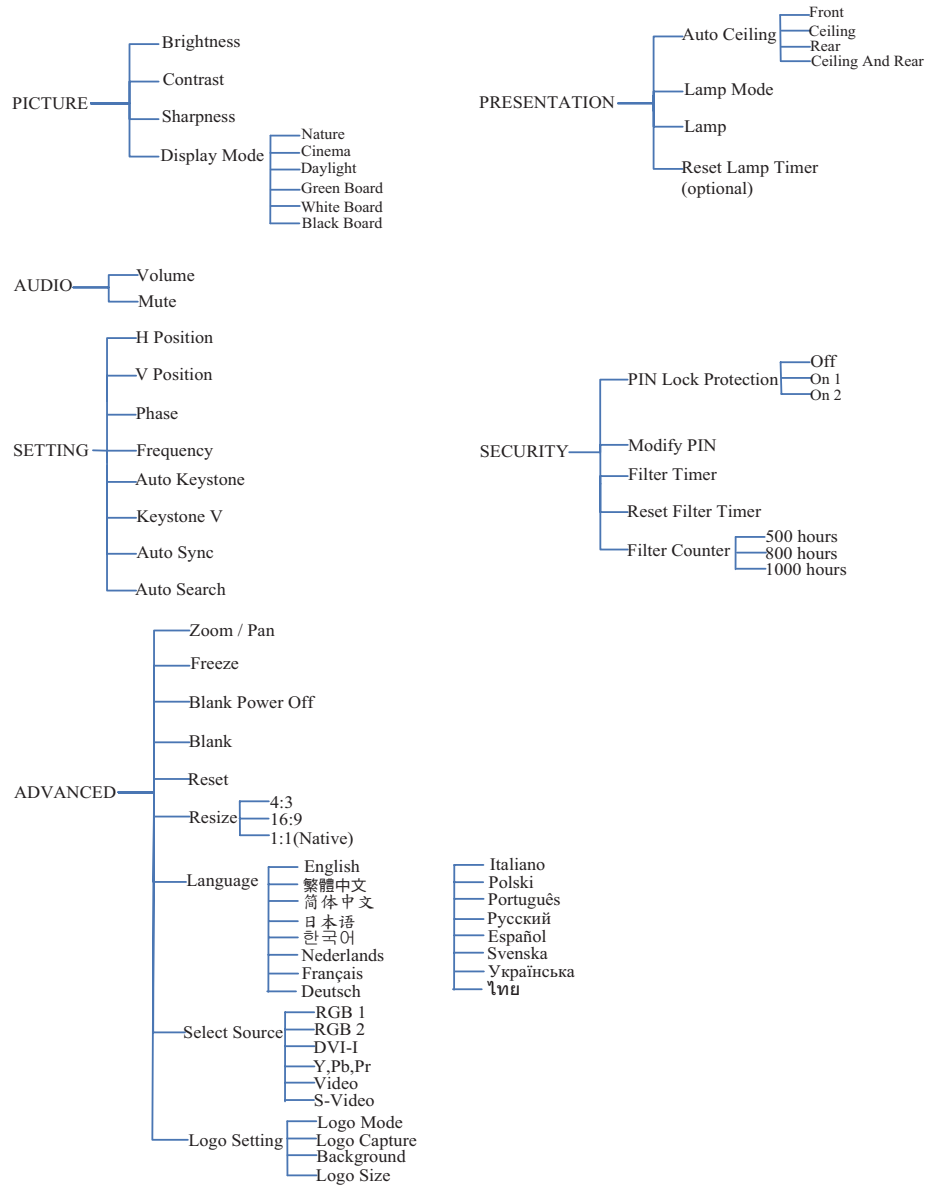 PICTURE
Brightness
Contrast
Sharpness
Display Mode
Nature
Cinema
Daylight
Green Board
White Board
Black Board
PRESENTATION
Auto Ceiling
Front
Ceiling
Rear
Ceiling And Rear
Lamp Mode
Lamp
Reset Lamp Timer
(optional)
AUDIO
Volume
Mute
SETTING
H Position
V Position
Phase
Frequency
Auto Keystone
Keystone V
Auto Sync
Auto Search
SECURITY
PIN Lock Protection
Off
On 1
On 2
Modify PIN
Filter Timer
Reset Filter Timer
Filter Counter
500 hours
800 hours
1000 hours
ADVANCED
Zoom / Pan
Freeze
Blank Power Off
Blank
Reset
Resize
4:3
16:9
1:1(Native)
Language
English
繁體中文
简体中文
日本语
한국어
Nederlands
Français
Deutsch
Italiano
Polski
Português
Русский
Español
Svenska
Українська
ไทย
Select Source
RGB 1
RGB 2
DVI-I
Y,Pb,Pr
Video
S-Video
Logo Setting
Logo Mode
Logo Capture
Background
Logo Size